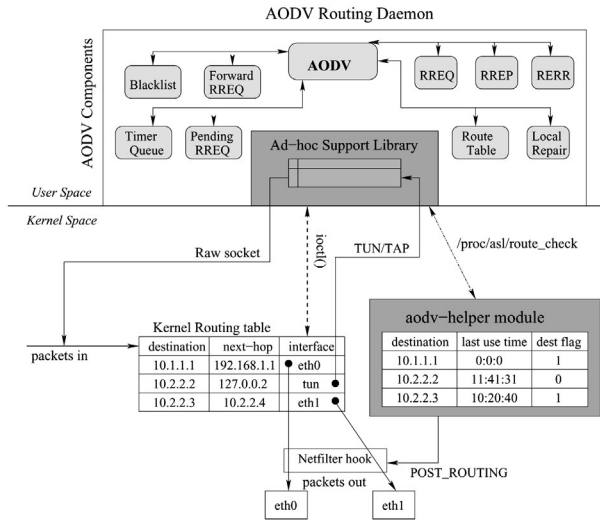 AODV Routing Daemon
AODV Components
AODV
Blacklist
Forward
RREQ
RREQ
RREP
RERR
Timer
Queue
Pending
RREQ
Route
Table
Local
Repair
Ad-hoc Support Library
User Space
Kernel Space
Raw socket
ioctl()
TUN/TAP
/proc/asl/route_check
packets in
Kernel Routing table
destination next-hop interface
10.1.1.1 192.168.1.1 eth0
10.2.2.2 127.0.0.2 tun
10.2.2.3 10.2.2.4 eth1
aodv-helper module
destination last use time dest flag
10.1.1.1 0:0:0 1
10.2.2.2 11:41:31 0
10.2.2.3 10:20:40 1
Netfilter hook
POST_ROUTING
packets out
eth0
eth1